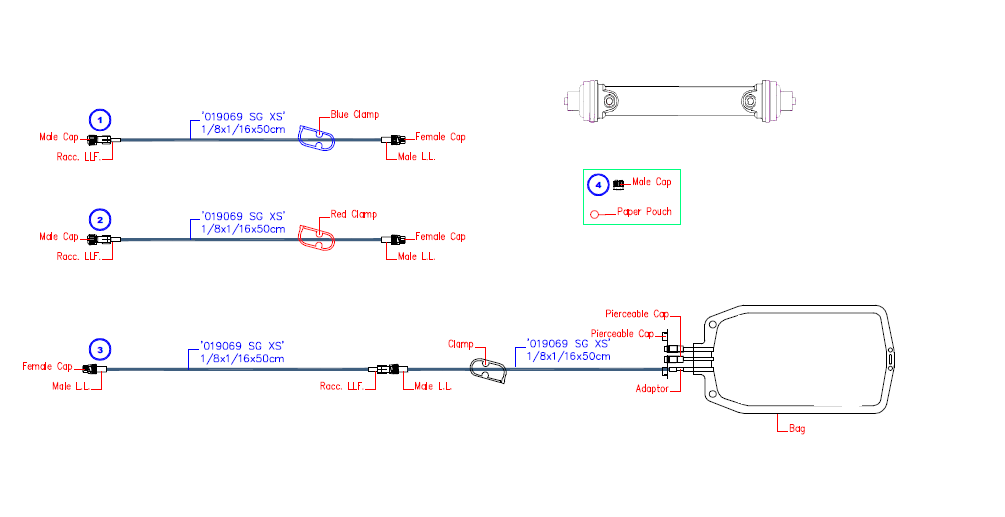 1
'019069 SG XS'
1/8x1/16x50cm
Blue Clamp
Male Cap
Female Cap
Racc. LLF.
Male L.L.
4
Male Cap
Paper Pouch
2
'019069 SG XS'
1/8x1/16x50cm
Red Clamp
Male Cap
Female Cap
Racc. LLF.
Male L.L.
Pierceable Cap
Pierceable Cap
3
'019069 SG XS'
1/8x1/16x50cm
Clamp
'019069 SG XS'
1/8x1/16x50cm
Female Cap
Male L.L.
Racc. LLF.
Male L.L.
Adaptor
Bag